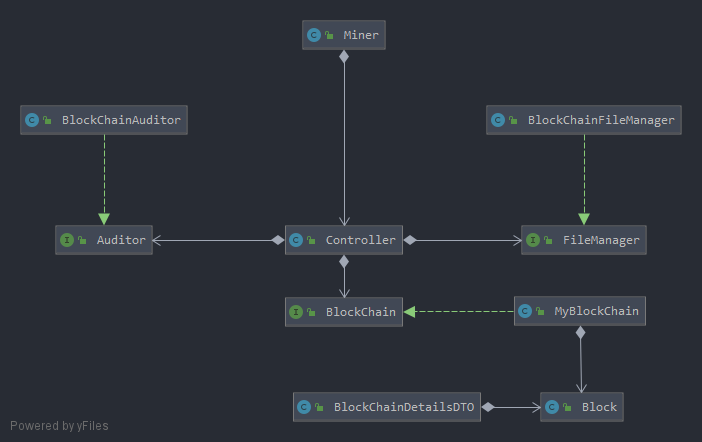 C Miner
C BlockChainAuditor
C BlockChainFileManager
I Auditor
C Controller
I FileManager
I BlockChain
C MyBlockChain
C BlockChainDetailsDTO
C Block
Powered by yFiles